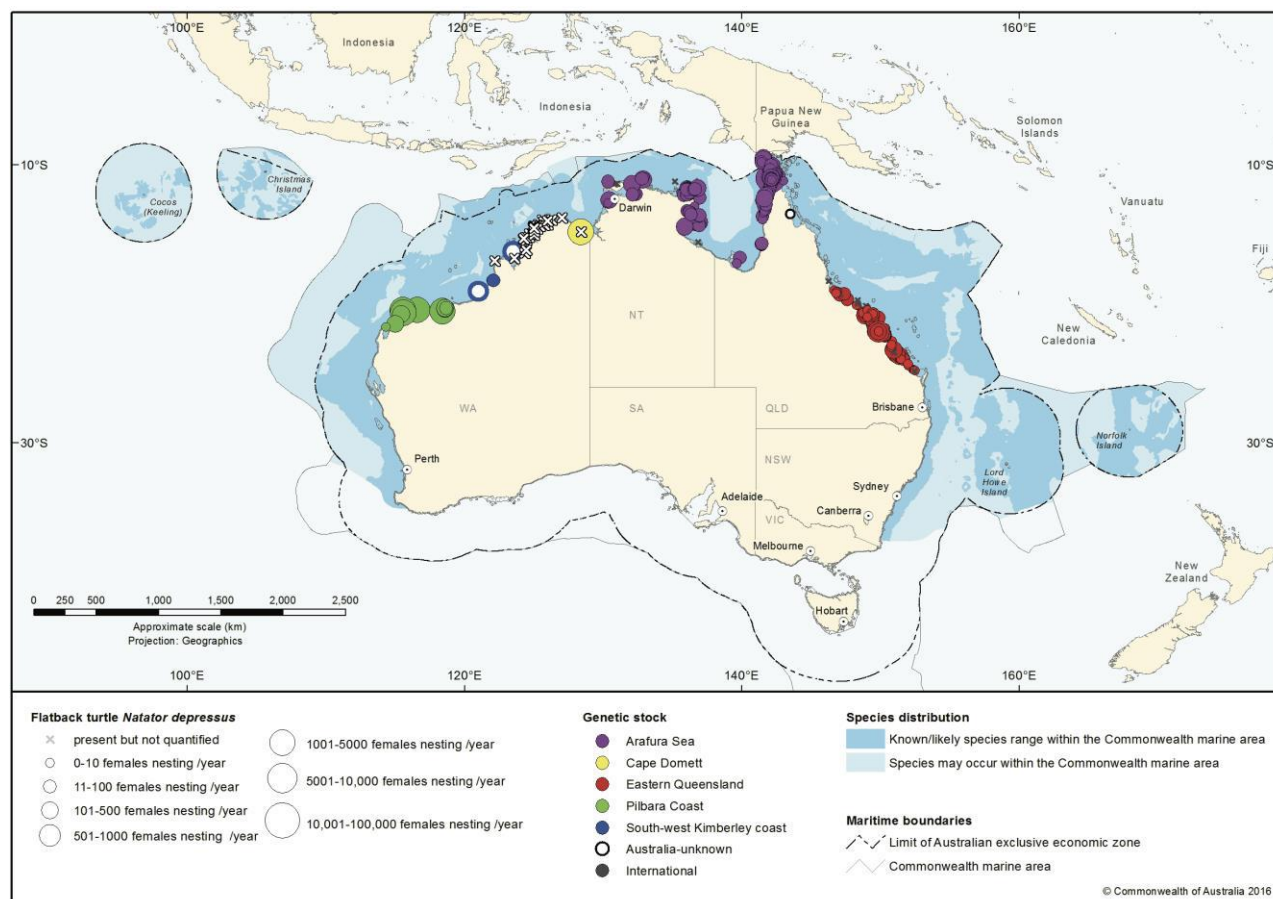 100°E
120°E
140°E
160°E
Indonesia
Indonesia
Papua New
Guinea
Solomon
Islands
10°S
10°S
Christmas
Island
Cocos
(Keeling)
Darwin
Vanuatu
Fiji
New
Caledonia
NT
WA
SA
QLD
Brisbane
30°S
30°S
Norfolk
Island
Lord
Howe
Island
NSW
Perth
Sydney
Adelaide
Canberra
VIC
Melbourne
New
Zealand
Hobart
0 250 500 1,000 1,500 2,000 2,500
Approximate scale (km)
Projection: Geographics
100°E
120°E
140°E
160°E
Flatback turtle Natator depressus
present but not quantified
0-10 females nesting /year
11-100 females nesting /year
101-500 females nesting /year
501-1000 females nesting /year
1001-5000 females nesting /year
5001-10,000 females nesting /year
10,001-100,000 females nesting /year
Genetic stock
Arafura Sea
Cape Domett
Eastern Queensland
Pilbara Coast
South-west Kimberley coast
Australia-unknown
International
Species distribution
Known/likely species range within the Commonwealth marine area
Species may occur within the Commonwealth marine area
Maritime boundaries
Limit of Australian exclusive economic zone
Commonwealth marine area
© Commonwealth of Australia 2016